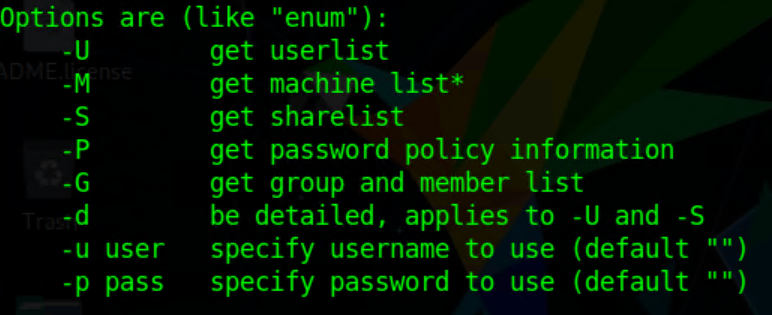 Options are (like "enum"):
-U get userlist
-M get machine list*
-S get sharelist
-P get password policy information
-G get group and member list
-d be detailed, applies to -U and -S
-u user specify username to use (default "")
-p pass specify password to use (default "")
ADME.license
Trash